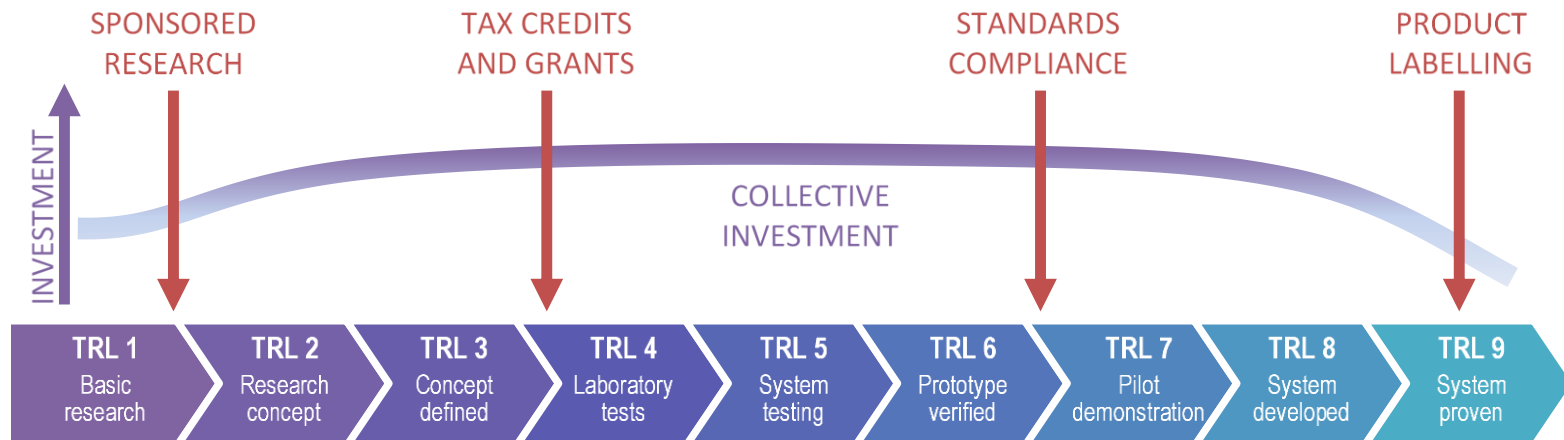 SPONSORED
RESEARCH
TAX CREDITS
AND GRANTS
STANDARDS
COMPLIANCE
PRODUCT
LABELLING
INVESTMENT
COLLECTIVE
INVESTMENT
TRL 1
Basic
research
TRL 2
Research
concept
TRL 3
Concept
defined
TRL 4
Laboratory
tests
TRL 5
System
testing
TRL 6
Prototype
verified
TRL 7
Pilot
demonstration
TRL 8
System
developed
TRL 9
System
proven